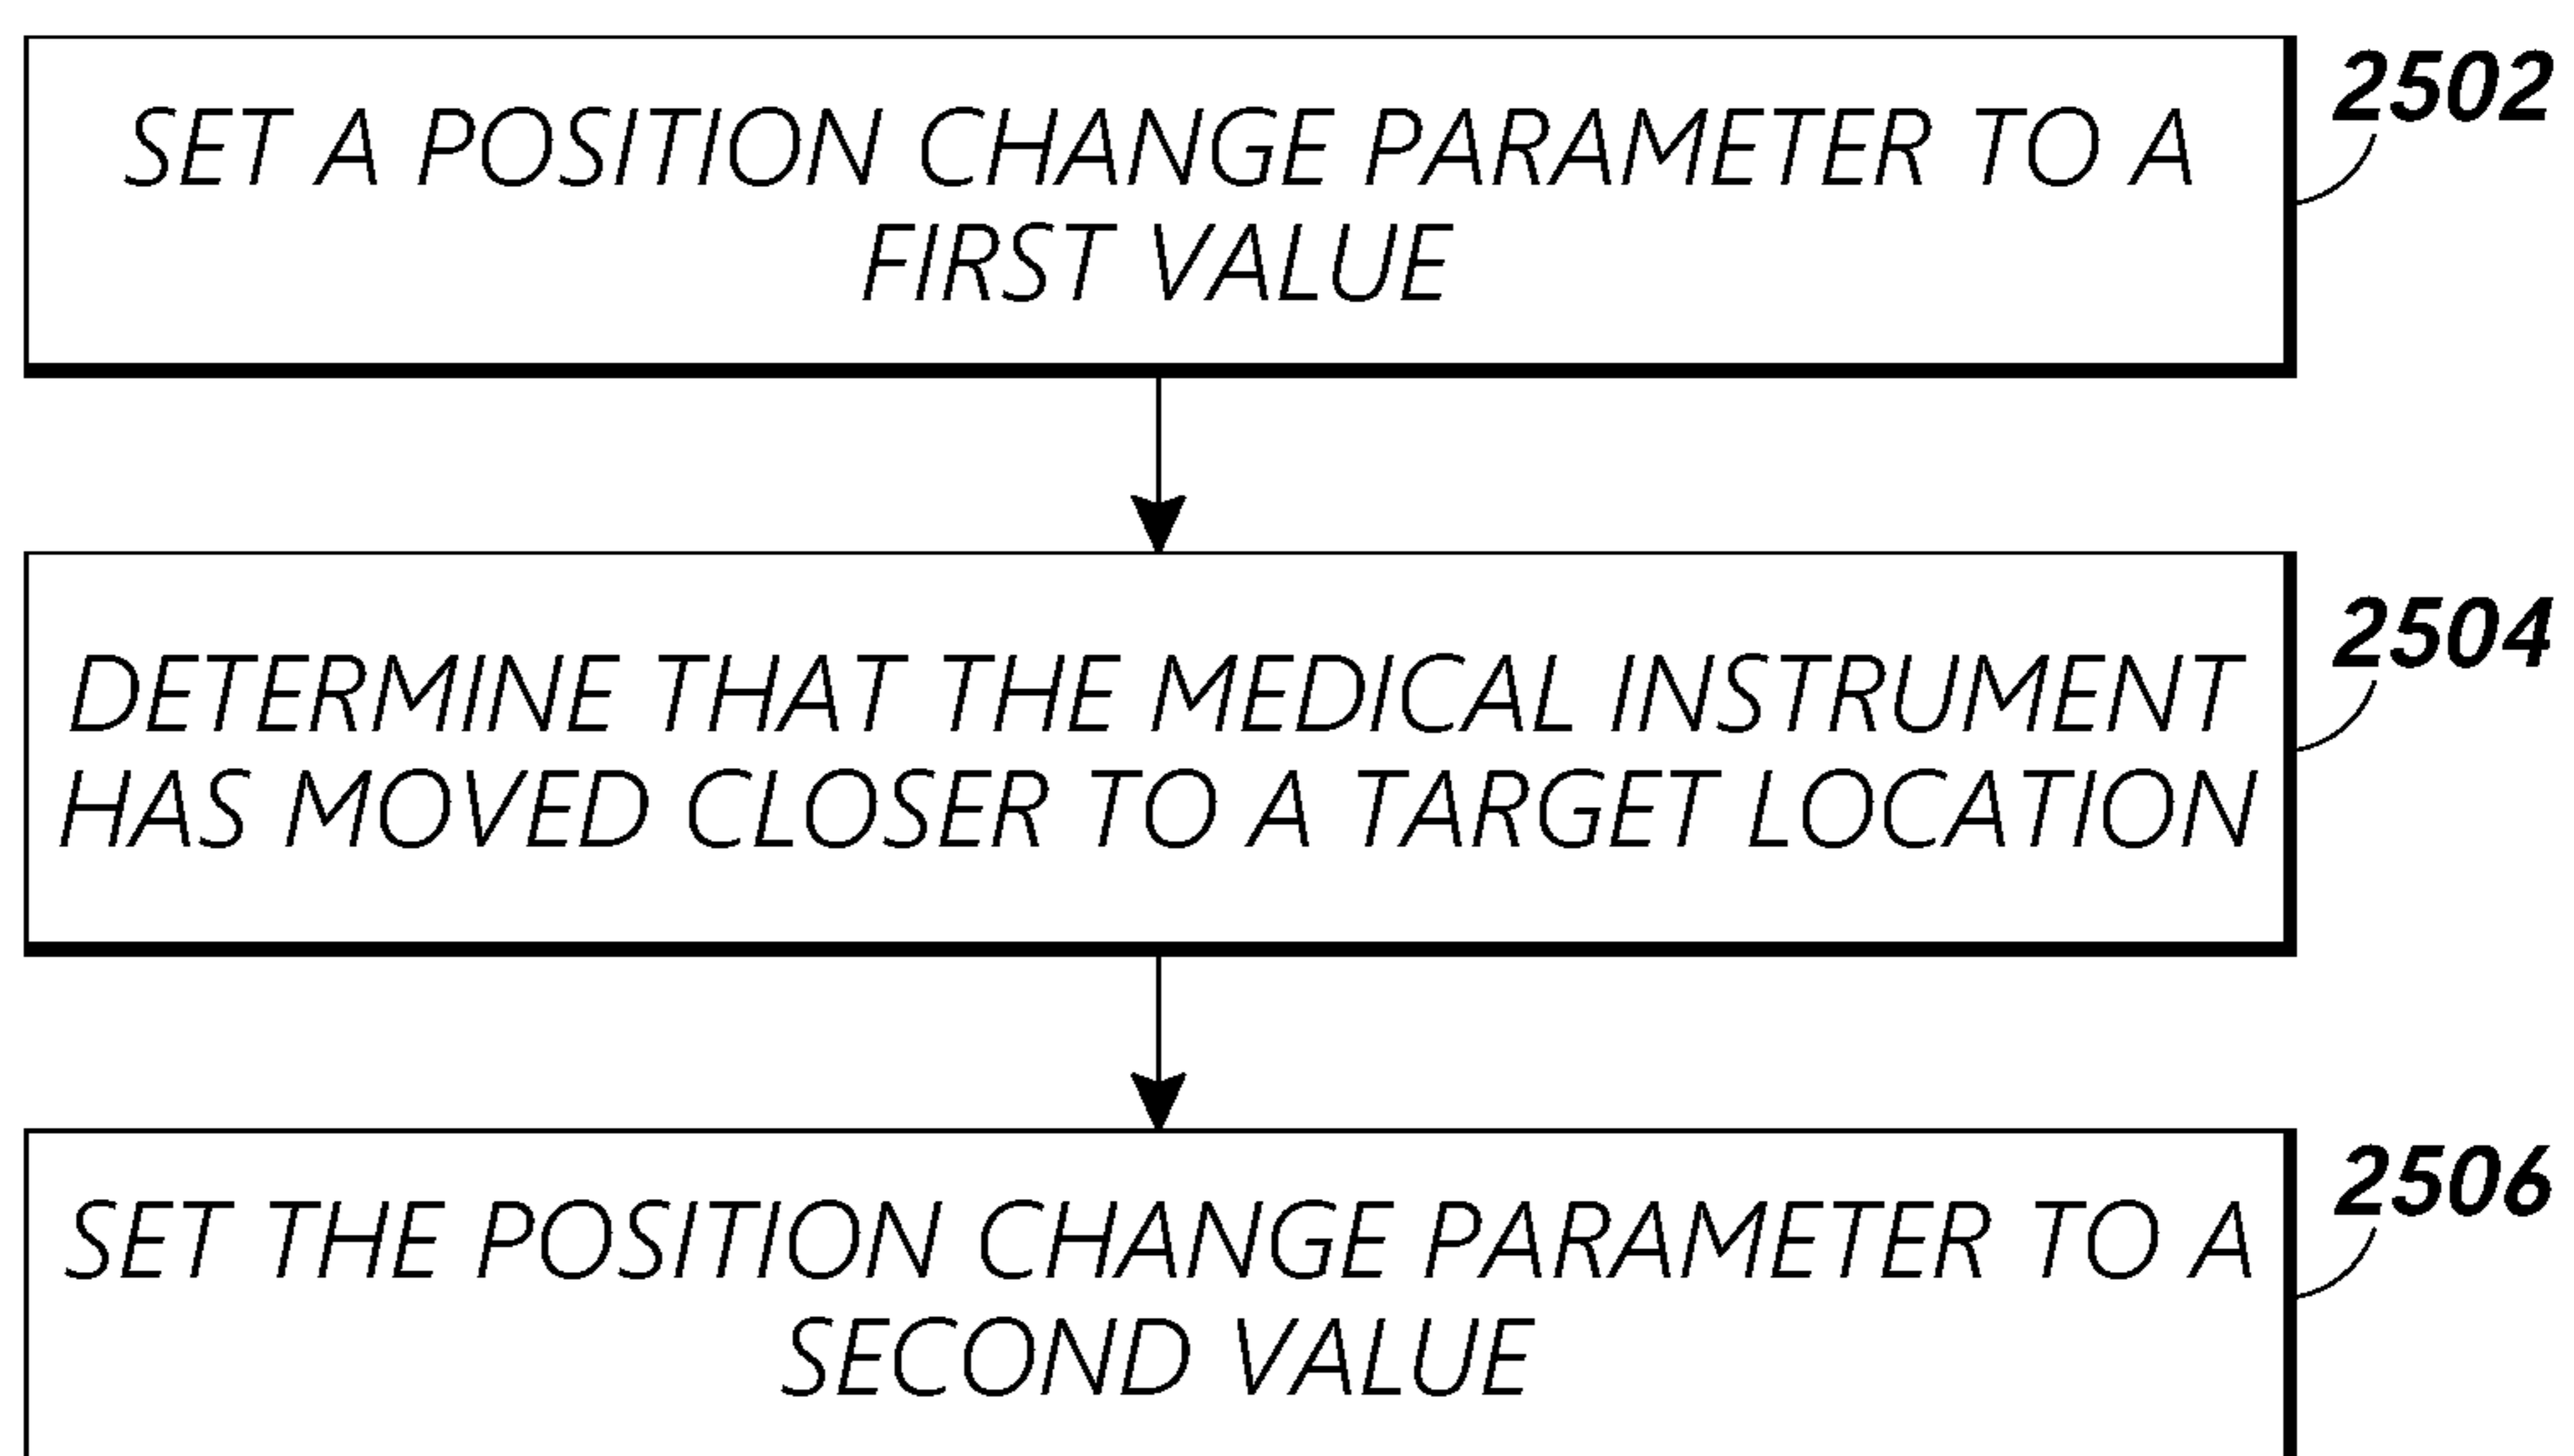 SET A POSITION CHANGE PARAMETER TO A
FIRST VALUE
2502
DETERMINE THAT THE MEDICAL INSTRUMENT
HAS MOVED CLOSER TO A TARGET LOCATION
2504
SET THE POSITION CHANGE PARAMETER TO A
SECOND VALUE
2506